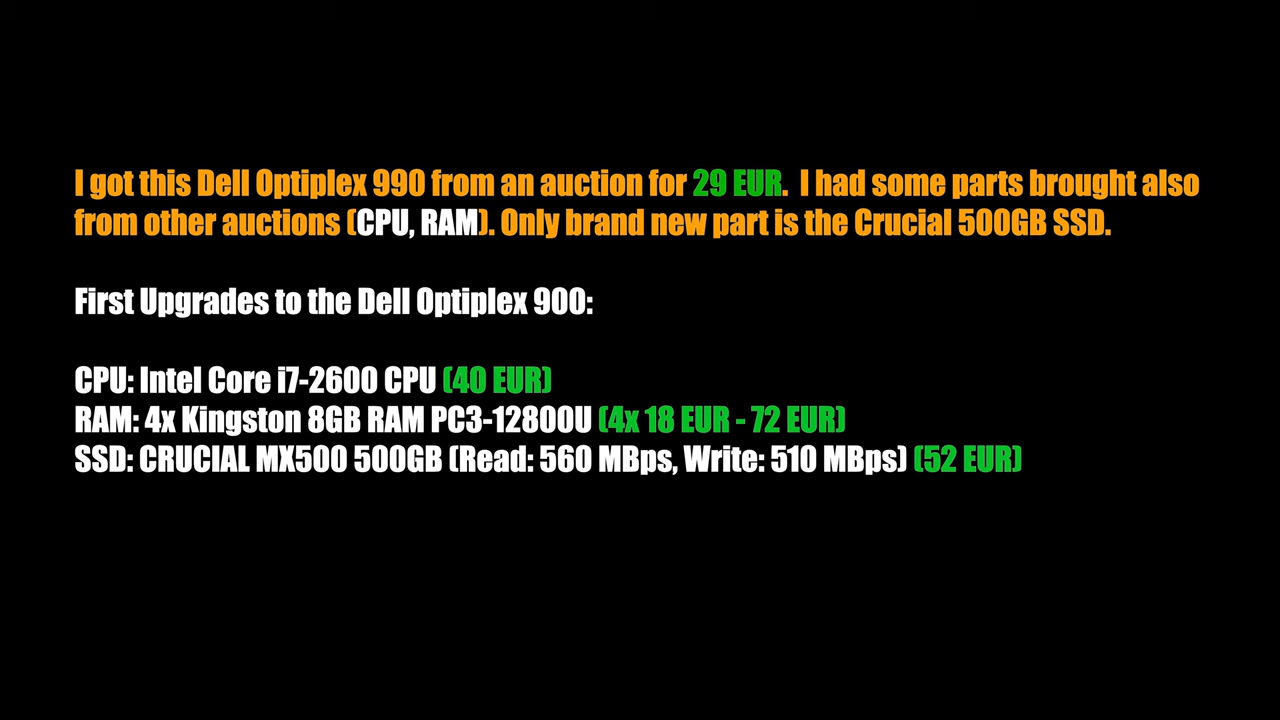 I got this Dell Optiplex 990 from an auction for 29 EUR.  I had some parts brought also
from other auctions (CPU, RAM). Only brand new part is the Crucial 500GB SSD.
First Upgrades to the Dell Optiplex 900:
CPU: Intel Core i7-2600 CPU (40 EUR)
RAM: 4x Kingston 8GB RAM PC3-12800U (4x 18 EUR - 72 EUR)
SSD: CRUCIAL MX500 500GB (Read: 560 MBps, Write: 510 MBps) (52 EUR)